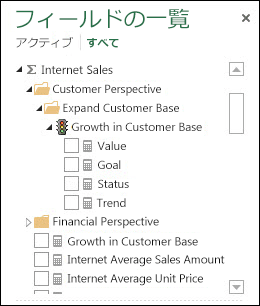 フィールドの一覧
アクティブ すべて
Internet Sales
Customer Perspective
Expand Customer Base
Growth in Customer Base
Value
Goal
Status
Trend
Financial Perspective
Growth in Customer Base
Internet Average Sales Amount
Internet Average Unit Price